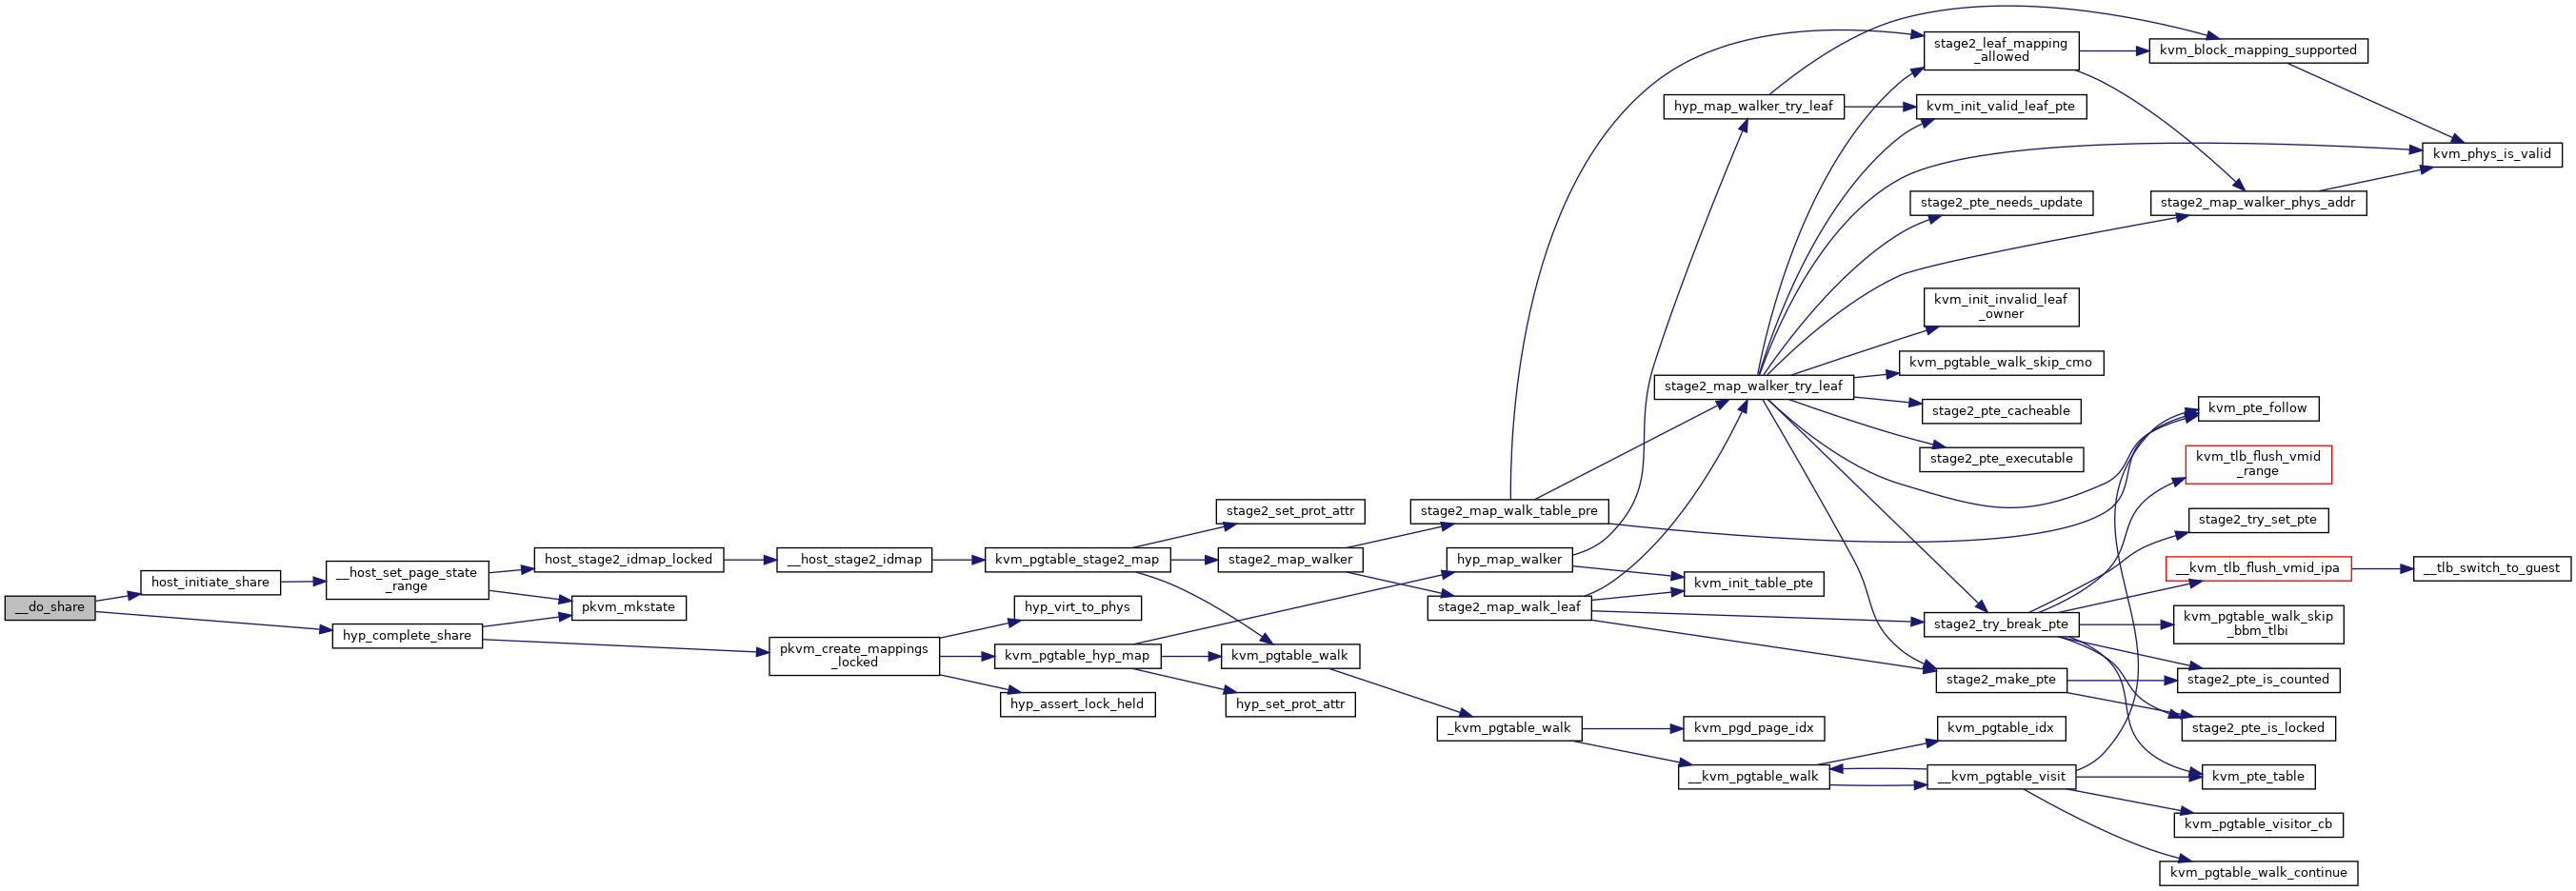 __do_share
host_initiate_share
hyp_complete_share
__host_set_page_state
_range
host_stage2_idmap_locked
pkvm_mkstate
__host_stage2_idmap
pkvm_create_mappings
_locked
kvm_pgtable_stage2_map
hyp_virt_to_phys
kvm_pgtable_hyp_map
hyp_assert_lock_held
stage2_set_prot_attr
stage2_map_walker
kvm_pgtable_walk
hyp_set_prot_attr
stage2_map_walk_table_pre
hyp_map_walker
stage2_map_walk_leaf
_kvm_pgtable_walk
hyp_map_walker_try_leaf
stage2_map_walker_try_leaf
kvm_init_table_pte
kvm_pgd_page_idx
__kvm_pgtable_walk
stage2_leaf_mapping
_allowed
kvm_init_valid_leaf_pte
stage2_pte_needs_update
kvm_init_invalid_leaf
_owner
kvm_pgtable_walk_skip_cmo
stage2_pte_cacheable
stage2_pte_executable
stage2_try_break_pte
stage2_make_pte
kvm_pgtable_idx
__kvm_pgtable_visit
kvm_block_mapping_supported
stage2_map_walker_phys_addr
kvm_pte_follow
kvm_tlb_flush_vmid
_range
stage2_try_set_pte
__kvm_tlb_flush_vmid_ipa
kvm_pgtable_walk_skip
_bbm_tlbi
stage2_pte_is_counted
stage2_pte_is_locked
kvm_pte_table
kvm_pgtable_visitor_cb
kvm_pgtable_walk_continue
kvm_phys_is_valid
__tlb_switch_to_guest